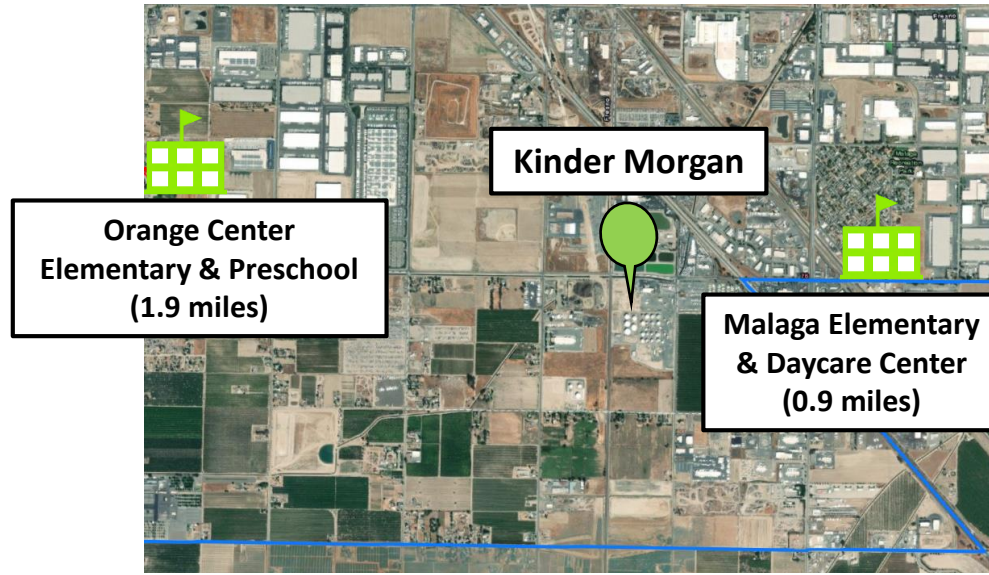 Kinder Morgan
Orange Center
Elementary & Preschool
(1.9 miles)
Malaga Elementary
& Daycare Center
(0.9 miles)